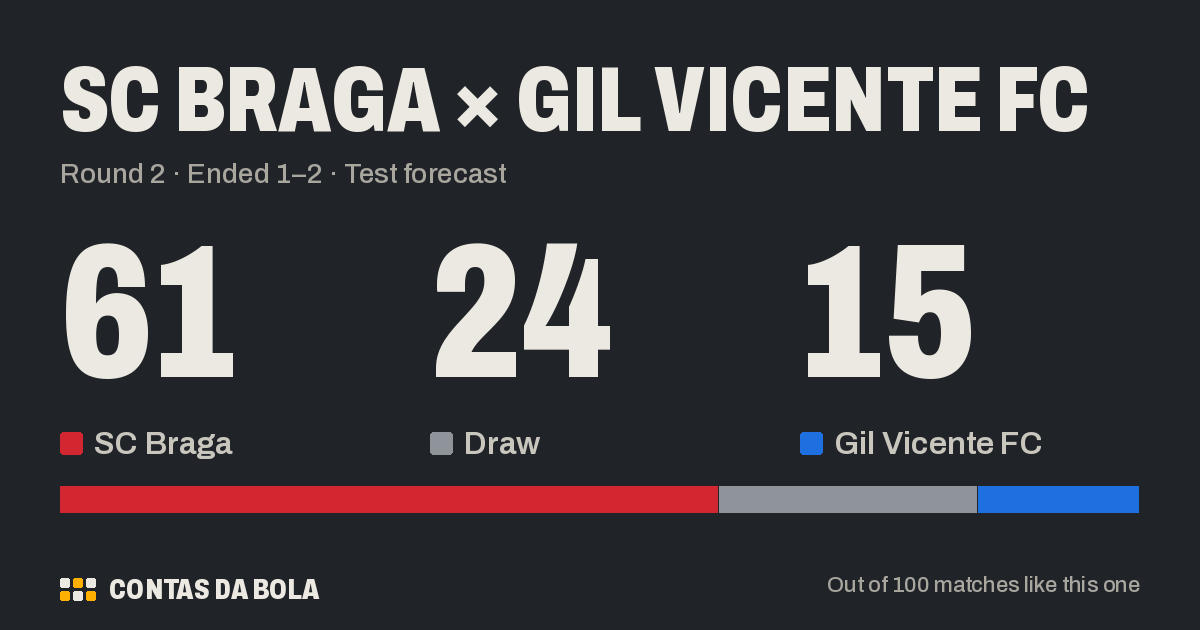 SC BRAGA × GIL VICENTE FC
Round 2 · Ended 1–2 · Test forecast
61 24 15
SC Braga Draw Gil Vicente FC
CONTAS DA BOLA
Out of 100 matches like this one